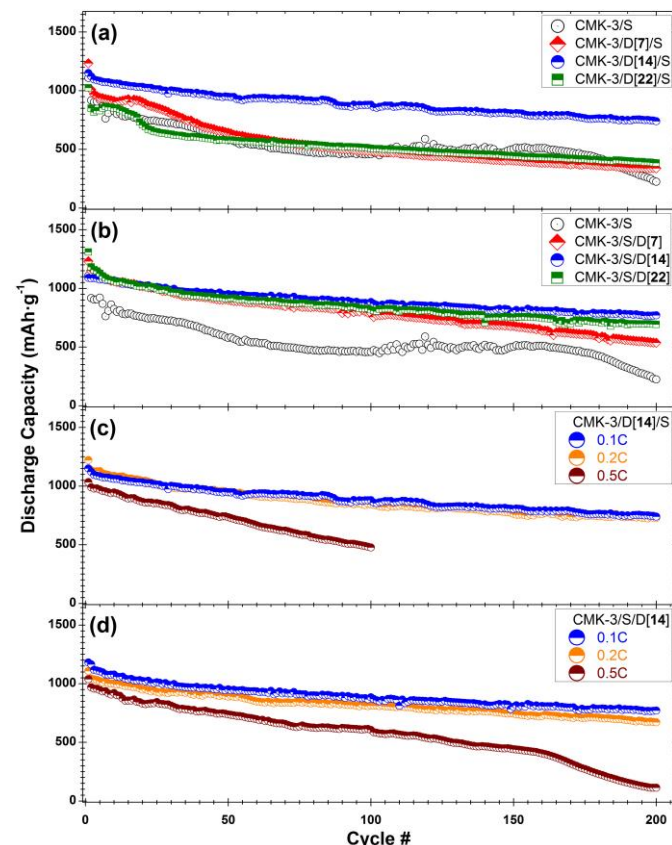 Discharge Capacity (mAh·g⁻¹)
(a)
1500
1000
500
0
CMK-3/S
CMK-3/D[7]/S
CMK-3/D[14]/S
CMK-3/D[22]/S
(b)
1500
1000
500
0
CMK-3/S
CMK-3/S/D[7]
CMK-3/S/D[14]
CMK-3/S/D[22]
(c)
1500
1000
500
0
CMK-3/D[14]/S
0.1C
0.2C
0.5C
(d)
1500
1000
500
0
CMK-3/S/D[14]
0.1C
0.2C
0.5C
0 50 100 150 200
Cycle #